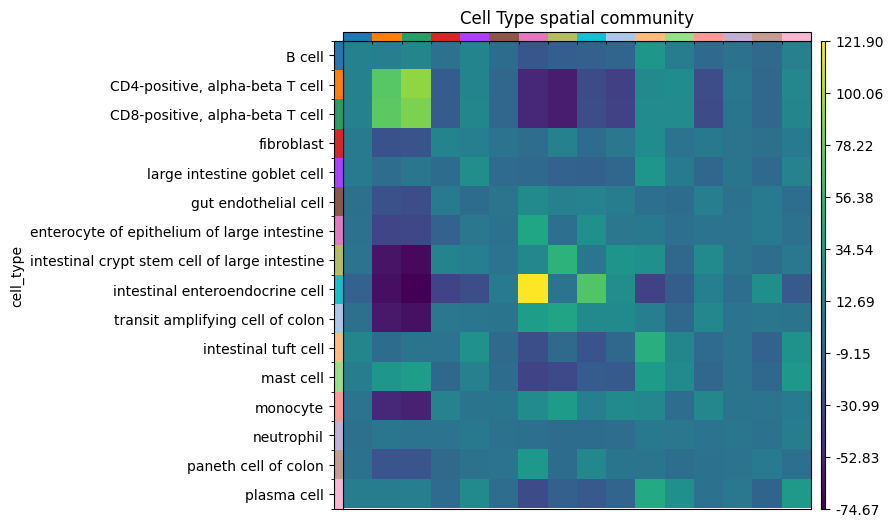 Cell Type spatial community
cell_type
B cell
CD4-positive, alpha-beta T cell
CD8-positive, alpha-beta T cell
fibroblast
large intestine goblet cell
gut endothelial cell
enterocyte of epithelium of large intestine
intestinal crypt stem cell of large intestine
intestinal enteroendocrine cell
transit amplifying cell of colon
intestinal tuft cell
mast cell
monocyte
neutrophil
paneth cell of colon
plasma cell
121.90
100.06
78.22
56.38
34.54
12.69
-9.15
-30.99
-52.83
-74.67